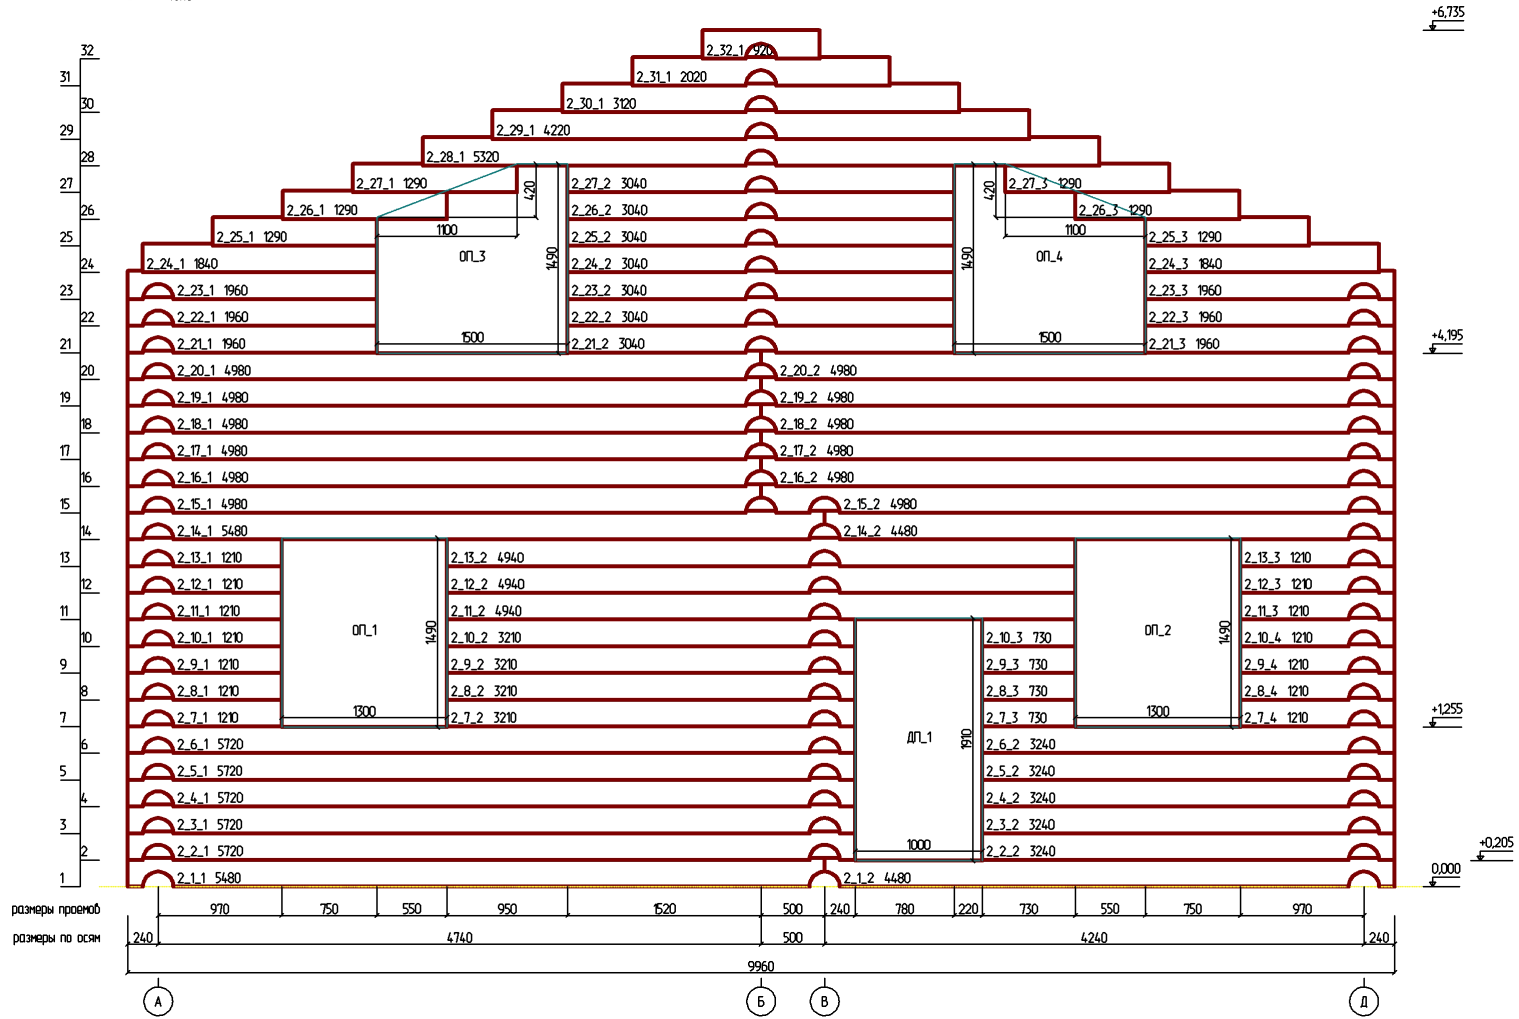 +6,735
32 2_32_1 920
31 2_31_1 2020
30 2_30_1 3120
29 2_29_1 4220
28 2_28_1 5320
27 2_27_1 1290 420 2_27_2 3040 420 2_27_3 1290
26 2_26_1 1290 2_26_2 3040 2_26_3 1290
1100 1100
25 2_25_1 1290 2_25_2 3040 2_25_3 1290
ОП_3 1490 1490 ОП_4
24 2_24_1 1840 2_24_2 3040 2_24_3 1840
23 2_23_1 1960 2_23_2 3040 2_23_3 1960
22 2_22_1 1960 2_22_2 3040 2_22_3 1960
1500 1500 +4,195
21 2_21_1 1960 2_21_2 3040 2_21_3 1960
20 2_20_1 4980 2_20_2 4980
19 2_19_1 4980 2_19_2 4980
18 2_18_1 4980 2_18_2 4980
17 2_17_1 4980 2_17_2 4980
16 2_16_1 4980 2_16_2 4980
15 2_15_1 4980 2_15_2 4980
14 2_14_1 5480 2_14_2 4480
13 2_13_1 1210 2_13_2 4940 2_13_3 1210
12 2_12_1 1210 2_12_2 4940 2_12_3 1210
11 2_11_1 1210 2_11_2 4940 2_11_3 1210
ОП_1 1490 ОП_2 1490
10 2_10_1 1210 2_10_2 3210 2_10_3 730 2_10_4 1210
9 2_9_1 1210 2_9_2 3210 2_9_3 730 2_9_4 1210
8 2_8_1 1210 2_8_2 3210 2_8_3 730 2_8_4 1210
1300 1300 +1,255
7 2_7_1 1210 2_7_2 3210 2_7_3 730 2_7_4 1210
ДП_1 1910
6 2_6_1 5720 2_6_2 3240
5 2_5_1 5720 2_5_2 3240
4 2_4_1 5720 2_4_2 3240
3 2_3_1 5720 2_3_2 3240
1000 +0,205
2 2_2_1 5720 2_2_2 3240
1 2_1_1 5480 2_1_2 4480 0,000
размеры проемов 970 750 550 950 1520 500 240 780 220 730 550 750 970
размеры по осям 240 4740 500 4240 240
9960
А Б В Д